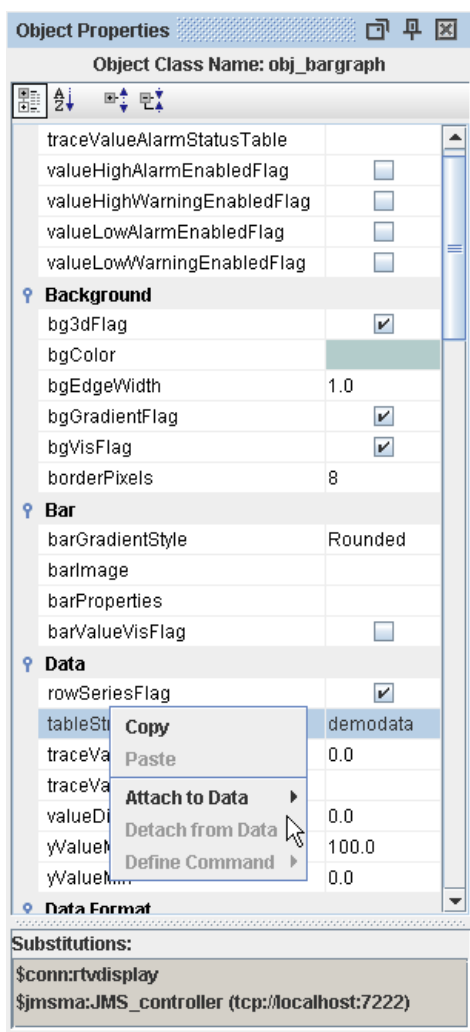 Object Properties
Object Class Name: obj_bargraph
traceValueAlarmStatusTable
valueHighAlarmEnabledFlag
valueHighWarningEnabledFlag
valueLowAlarmEnabledFlag
valueLowWarningEnabledFlag
Background
bg3dFlag
bgColor
bgEdgeWidth 1.0
bgGradientFlag
bgVisFlag
borderPixels 8
Bar
barGradientStyle Rounded
barImage
barProperties
barValueVisFlag
Data
rowSeriesFlag
tableSt demodata
traceVa 0.0
traceVa
valueDi 0.0
yValueM 100.0
yValueMin 0.0
Copy
Paste
Attach to Data
Detach from Data
Define Command
Data Format
Substitutions:
$conn:rtvdisplay
$jmsma:JMS_controller (tcp://localhost:7222)